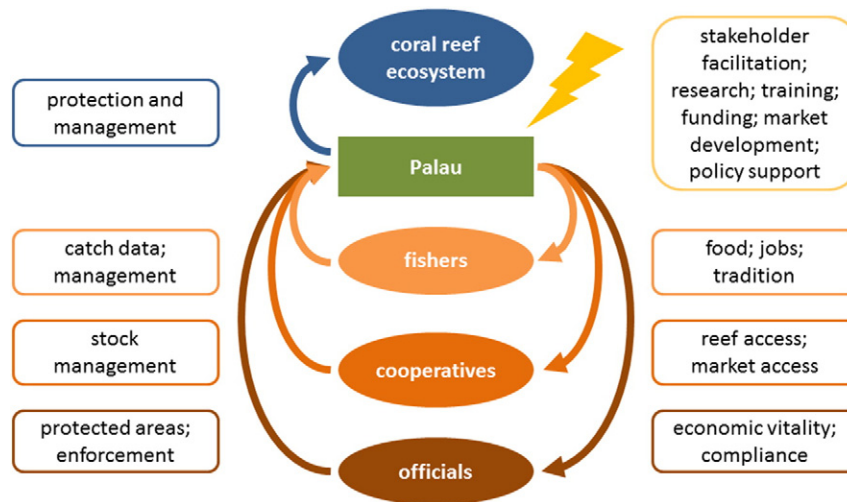 coral reef
ecosystem
stakeholder
facilitation;
research; training;
funding; market
development;
policy support
protection and
management
Palau
catch data;
management
fishers
food; jobs;
tradition
stock
management
cooperatives
reef access;
market access
protected areas;
enforcement
officials
economic vitality;
compliance